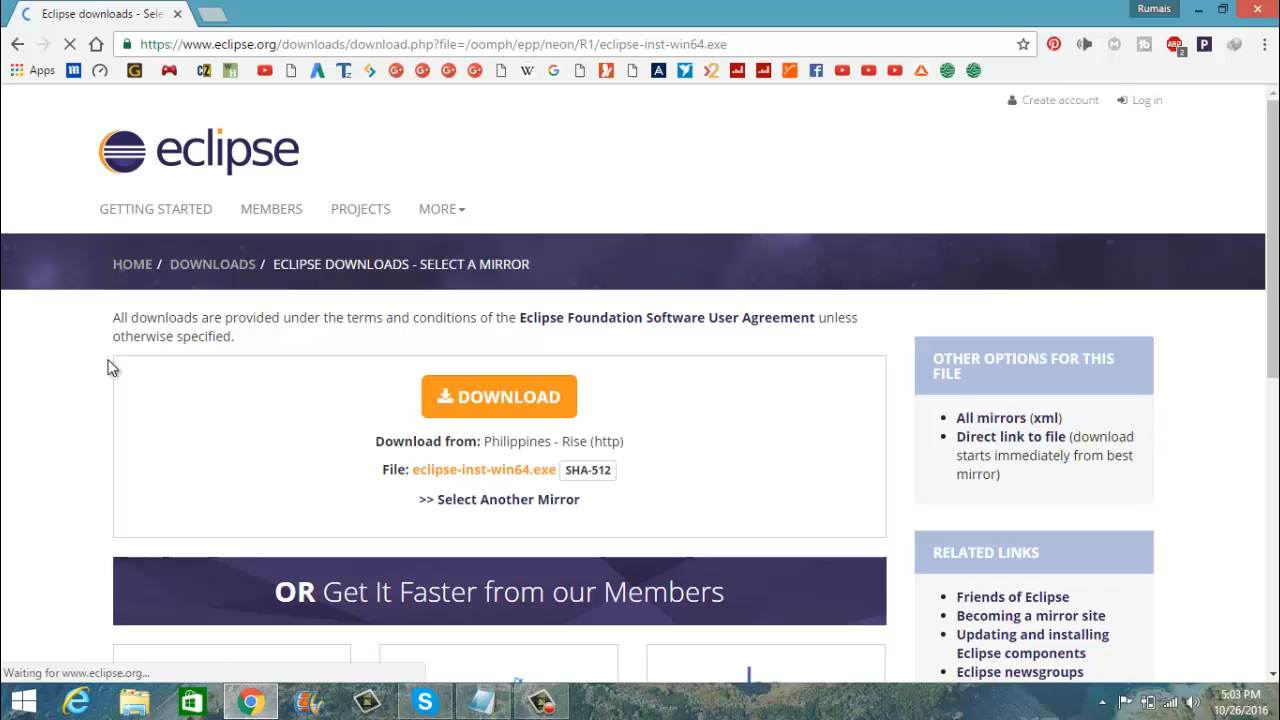 Eclipse downloads - Sele
Rumais
https://www.eclipse.org/downloads/download.php?file=/oomph/epp/neon/R1/eclipse-inst-win64.exe
Apps
Create account
Log in
eclipse
GETTING STARTED
MEMBERS
PROJECTS
MORE
HOME / DOWNLOADS / ECLIPSE DOWNLOADS - SELECT A MIRROR
All downloads are provided under the terms and conditions of the Eclipse Foundation Software User Agreement unless
otherwise specified.
DOWNLOAD
Download from: Philippines - Rise (http)
File: eclipse-inst-win64.exe SHA-512
>> Select Another Mirror
OR Get It Faster from our Members
OTHER OPTIONS FOR THIS
FILE
All mirrors (xml)
Direct link to file (download
starts immediately from best
mirror)
RELATED LINKS
Friends of Eclipse
Becoming a mirror site
Updating and installing
Eclipse components
Eclipse newsgroups
Waiting for www.eclipse.org...
5:03 PM
10/26/2016